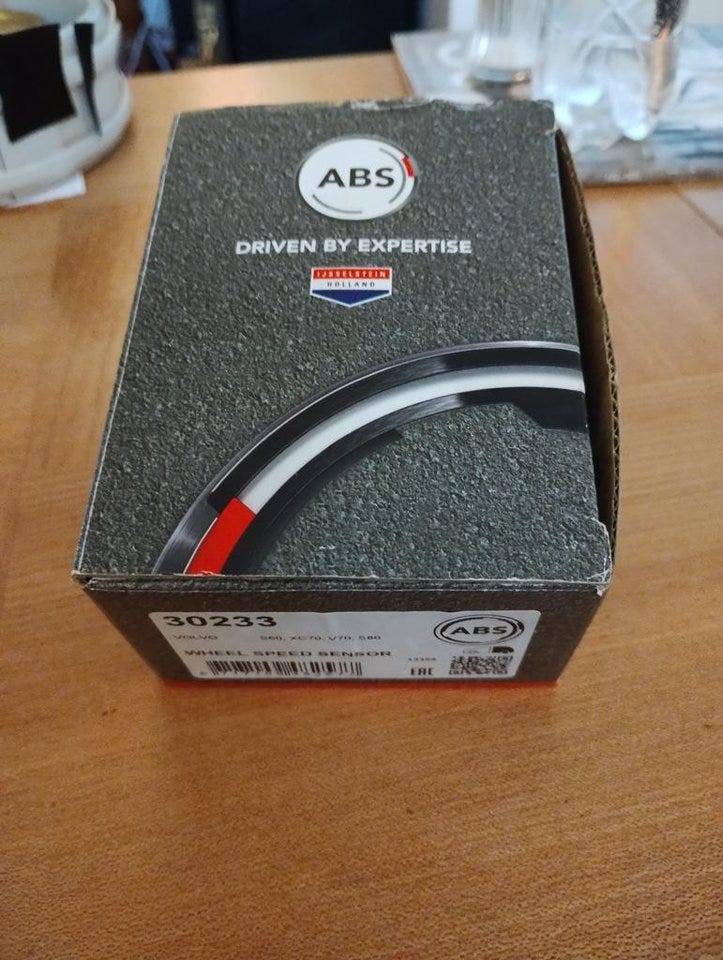 ABS
DRIVEN BY EXPERTISE
IJSSELSTEIN
HOLLAND
30233
ABS
VOLVO S60, XC70, V70, S80
WHEEL SPEED SENSOR
EAC